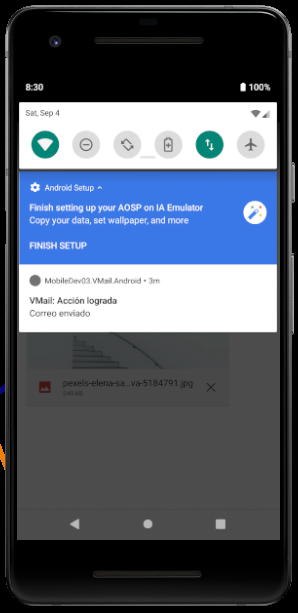 8:30
100%
Sat, Sep 4
Android Setup
Finish setting up your AOSP on IA Emulator
Copy your data, set wallpaper, and more
FINISH SETUP
MobileDev03.VMail.Android • 3m
VMail: Acción lograda
Correo enviado
pexels-elena-sa...va-5184791.jpg